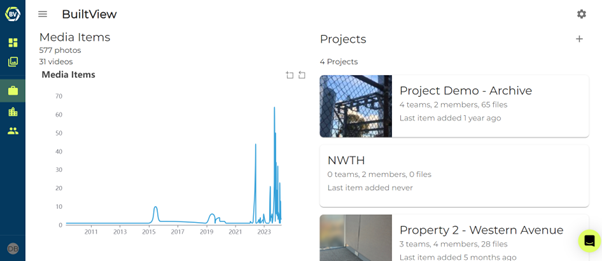 BV
BuiltView
Media Items
577 photos
31 videos
Media Items
70
60
50
40
30
20
10
0
2011
2013
2015
2017
2019
2021
2023
Projects
4 Projects
Project Demo - Archive
4 teams, 2 members, 65 files
Last item added 1 year ago
NWTH
0 teams, 2 members, 0 files
Last item added never
Property 2 - Western Avenue
3 teams, 4 members, 28 files
Last item added 5 months ago